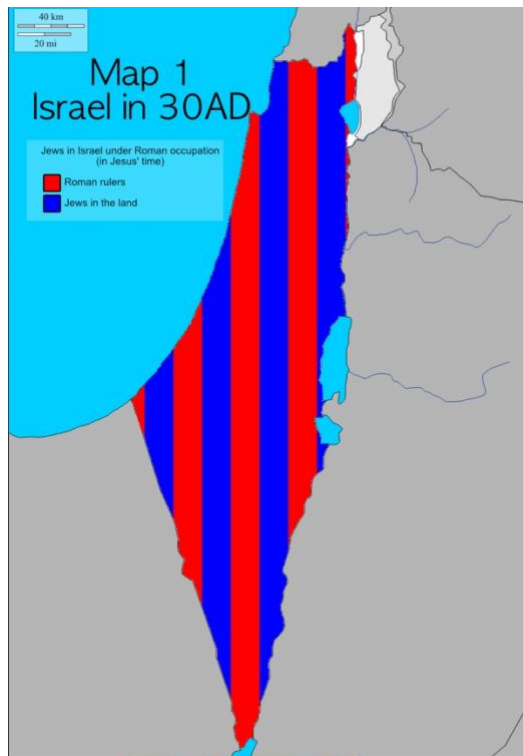 40 km
20 mi
Map 1
Israel in 30AD
Jews in Israel under Roman occupation
(in Jesus' time)
Roman rulers
Jews in the land